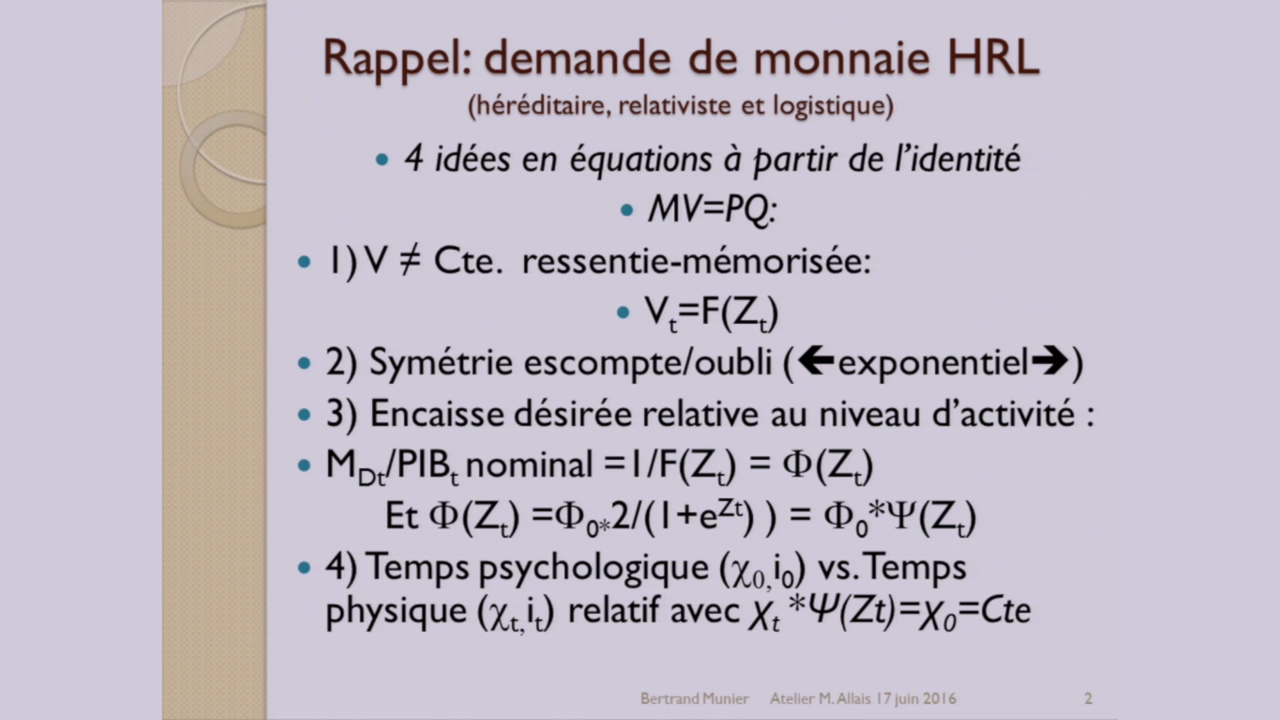 Rappel: demande de monnaie HRL
(héréditaire, relativiste et logistique)
• 4 idées en équations à partir de l’identité
• MV=PQ:
• 1) V ≠ Cte. ressentie-mémorisée:
• Vt=F(Zt)
• 2) Symétrie escompte/oubli (←exponentiel→)
• 3) Encaisse désirée relative au niveau d’activité :
• MDt/PIBt nominal =1/F(Zt) = Φ(Zt)
Et Φ(Zt) =Φ0*2/(1+eZt) ) = Φ0*Ψ(Zt)
• 4) Temps psychologique (χ0,i0) vs. Temps
physique (χt,it) relatif avec χt *Ψ(Zt)=χ0=Cte
Bertrand Munier Atelier M. Allais 17 juin 2016 2